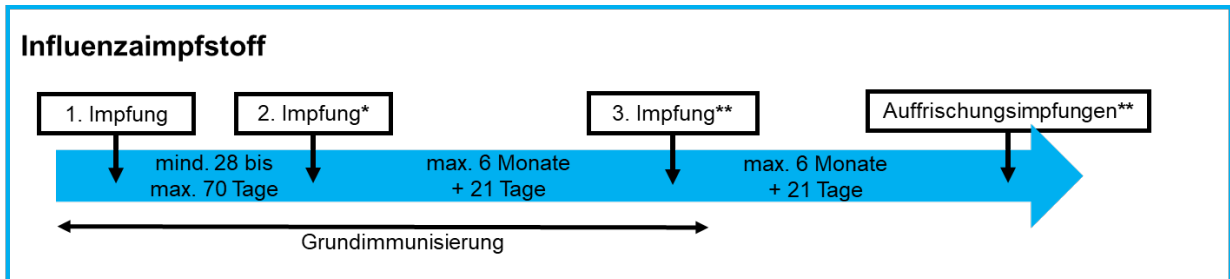 Influenzaimpfstoff
1. Impfung
2. Impfung*
3. Impfung**
Auffrischungsimpfungen**
mind. 28 bis
max. 70 Tage
max. 6 Monate
+ 21 Tage
max. 6 Monate
+ 21 Tage
Grundimmunisierung